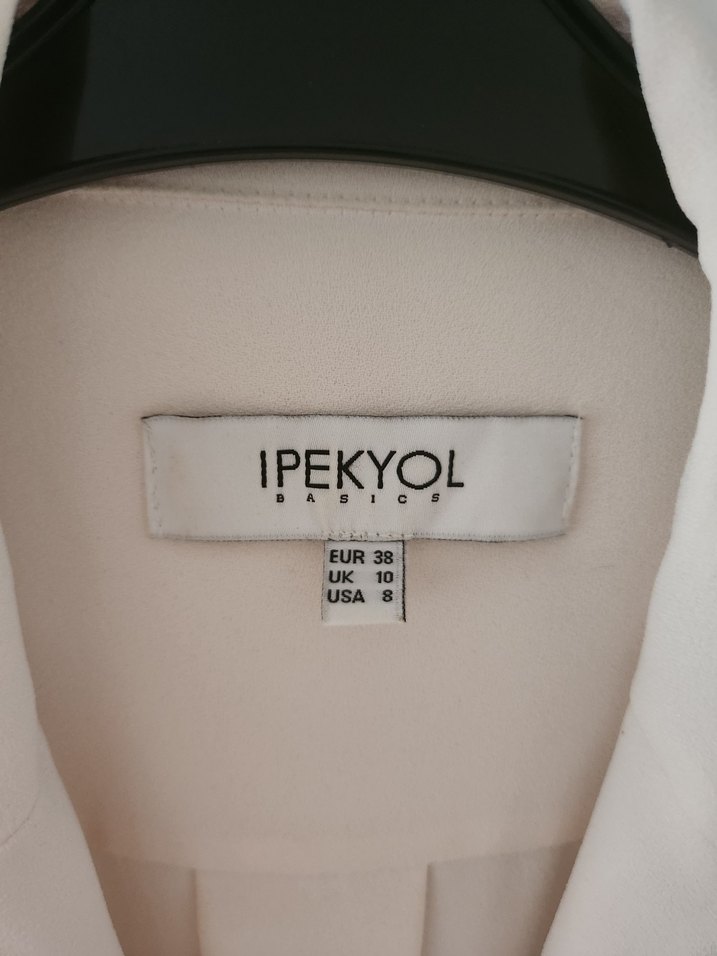 IPEKYOL
BASICS
EUR 38
UK 10
USA 8